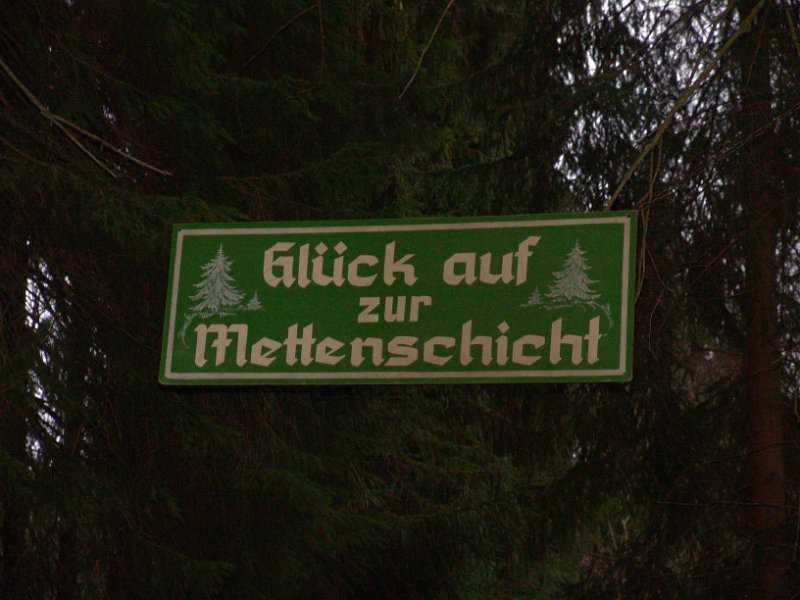 Glück auf
zur
Mettenschicht